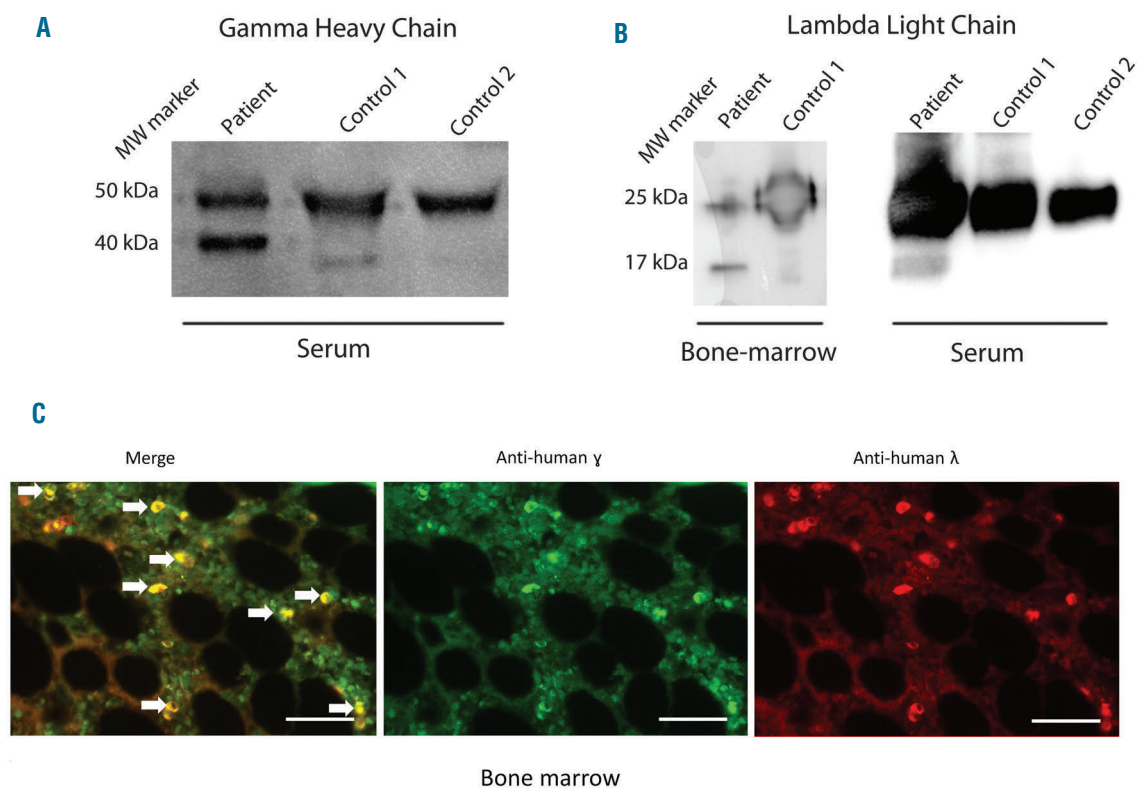 A
Gamma Heavy Chain
MW marker
Patient
Control 1
Control 2
50 kDa
40 kDa
Serum
B
Lambda Light Chain
MW marker
Patient
Control 1
Patient
Control 1
Control 2
25 kDa
17 kDa
Bone-marrow
Serum
C
Merge
Anti-human ɣ
Anti-human λ
Bone marrow